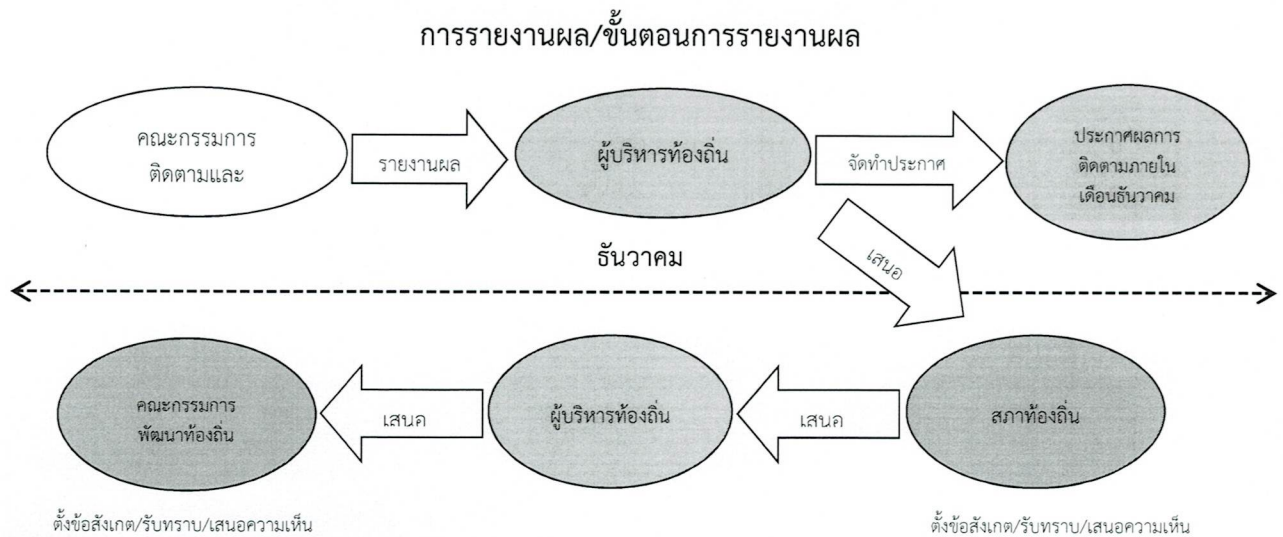 การรายงานผล/ขั้นตอนการรายงานผล
คณะกรรมการ
ติดตามและ
รายงานผล
ผู้บริหารท้องถิ่น
จัดทำประกาศ
ประกาศผลการ
ติดตามภายใน
เดือนธันวาคม
เสนอ
ธันวาคม
คณะกรรมการ
พัฒนาท้องถิ่น
เสนอ
ผู้บริหารท้องถิ่น
เสนอ
สภาท้องถิ่น
ตั้งข้อสังเกต/รับทราบ/เสนอความเห็น
ตั้งข้อสังเกต/รับทราบ/เสนอความเห็น